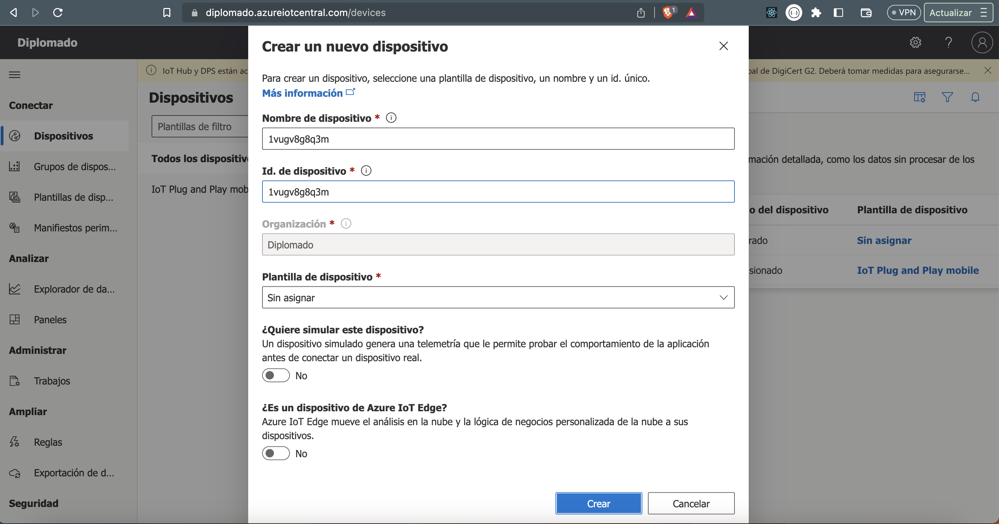 diplomado.azureiotcentral.com/devices
1
VPN
Actualizar
Diplomado
IoT Hub y DPS están ac
bal de DigiCert G2. Deberá tomar medidas para asegurarse...
Conectar
Dispositivos
Grupos de dispos...
Plantillas de disp...
Manifiestos perim...
Analizar
Explorador de da...
Paneles
Administrar
Trabajos
Ampliar
Reglas
Exportación de d...
Seguridad
Dispositivos
Plantillas de filtro
Todos los dispositiv
IoT Plug and Play mob
Crear un nuevo dispositivo
Para crear un dispositivo, seleccione una plantilla de dispositivo, un nombre y un id. único.
Más información
Nombre de dispositivo *
1vugv8g8q3m
Id. de dispositivo *
1vugv8g8q3m
Organización *
Diplomado
Plantilla de dispositivo *
Sin asignar
¿Quiere simular este dispositivo?
Un dispositivo simulado genera una telemetría que le permite probar el comportamiento de la aplicación
antes de conectar un dispositivo real.
No
¿Es un dispositivo de Azure IoT Edge?
Azure IoT Edge mueve el análisis en la nube y la lógica de negocios personalizada de la nube a sus
dispositivos.
No
Crear
Cancelar
mación detallada, como los datos sin procesar de los
o del dispositivo
Plantilla de dispositivo
rado
Sin asignar
sionado
IoT Plug and Play mobile